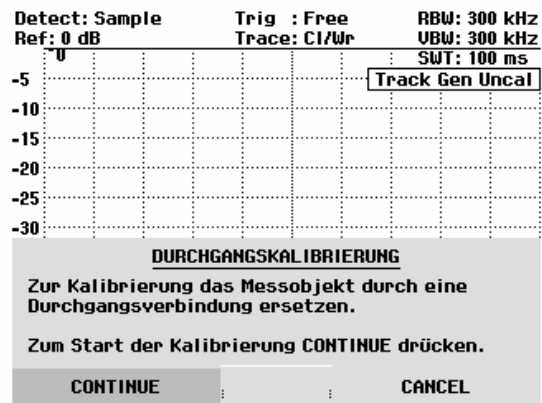 Detect: Sample Trig : Free RBW: 300 kHz
Ref: 0 dB Trace: Cl/Wr VBW: 300 kHz
0 SWT: 100 ms
-5 Track Gen Uncal
-10
-15
-20
-25
-30
DURCHGANGSKALIBRIERUNG
Zur Kalibrierung das Messobjekt durch eine
Durchgangsverbindung ersetzen.
Zum Start der Kalibrierung CONTINUE drücken.
CONTINUE CANCEL